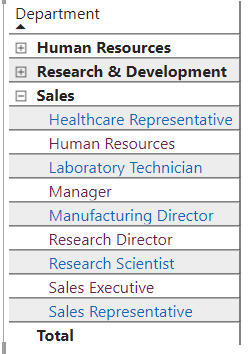 Department
Human Resources
Research & Development
Sales
Healthcare Representative
Human Resources
Laboratory Technician
Manager
Manufacturing Director
Research Director
Research Scientist
Sales Executive
Sales Representative
Total